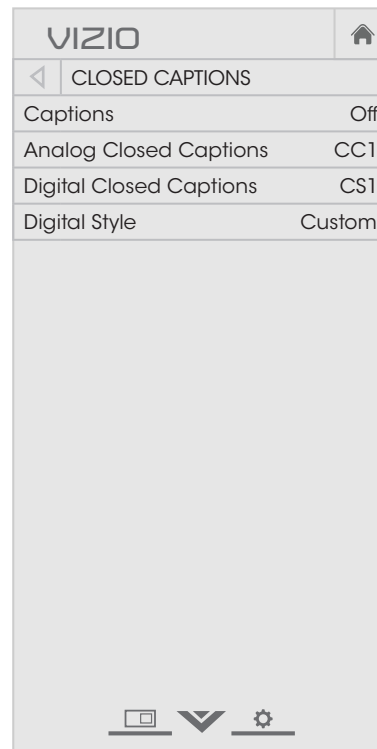 VIZIO
CLOSED CAPTIONS
Captions Off
Analog Closed Captions CC1
Digital Closed Captions CS1
Digital Style Custom